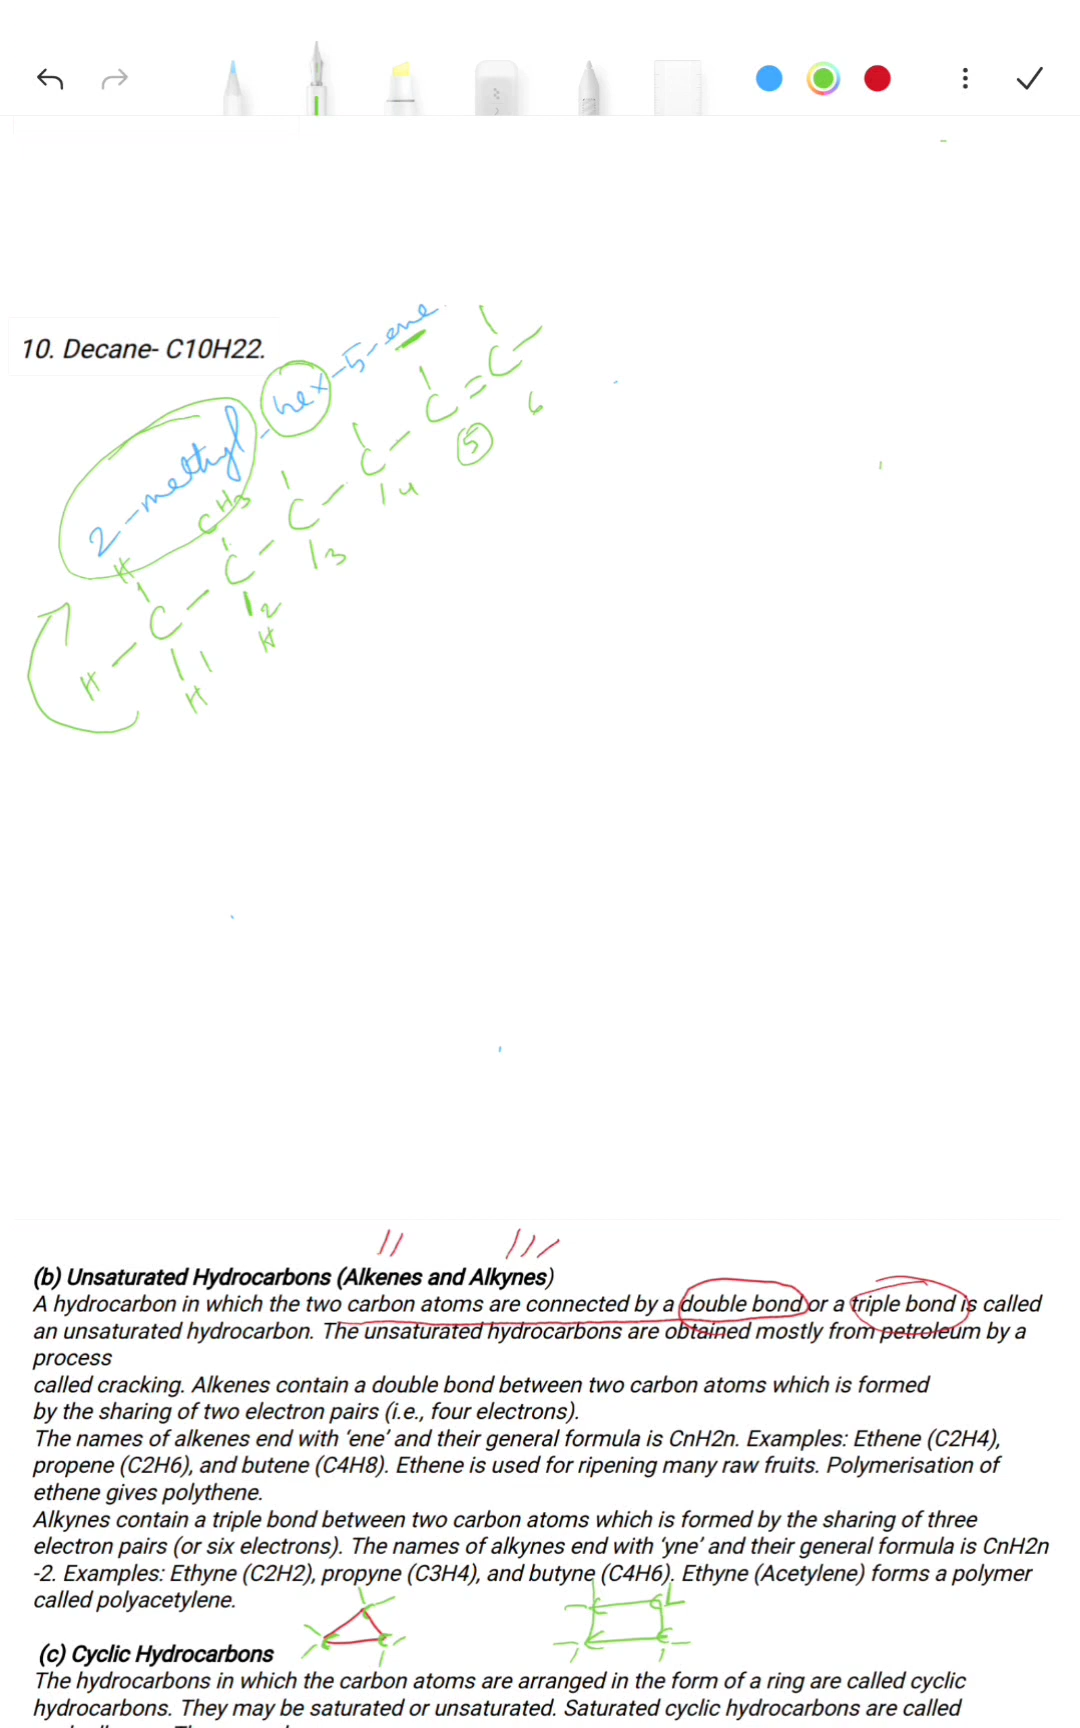 10. Decane- C10H22.
2-methyl-hex-5-ene
C = C
C 5 6
C 4
CH3 C 3
H C 2
H - C 1 H
H
(b) Unsaturated Hydrocarbons (Alkenes and Alkynes)
A hydrocarbon in which the two carbon atoms are connected by a double bond or a triple bond is called
an unsaturated hydrocarbon. The unsaturated hydrocarbons are obtained mostly from petroleum by a
process
called cracking. Alkenes contain a double bond between two carbon atoms which is formed
by the sharing of two electron pairs (i.e., four electrons).
The names of alkenes end with ‘ene’ and their general formula is CnH2n. Examples: Ethene (C2H4),
propene (C2H6), and butene (C4H8). Ethene is used for ripening many raw fruits. Polymerisation of
ethene gives polythene.
Alkynes contain a triple bond between two carbon atoms which is formed by the sharing of three
electron pairs (or six electrons). The names of alkynes end with ‘yne’ and their general formula is CnH2n
-2. Examples: Ethyne (C2H2), propyne (C3H4), and butyne (C4H6). Ethyne (Acetylene) forms a polymer
called polyacetylene.
(c) Cyclic Hydrocarbons
The hydrocarbons in which the carbon atoms are arranged in the form of a ring are called cyclic
hydrocarbons. They may be saturated or unsaturated. Saturated cyclic hydrocarbons are called